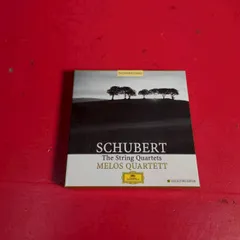 SCHUBERT
The String Quartets
MELOS QUARTETT